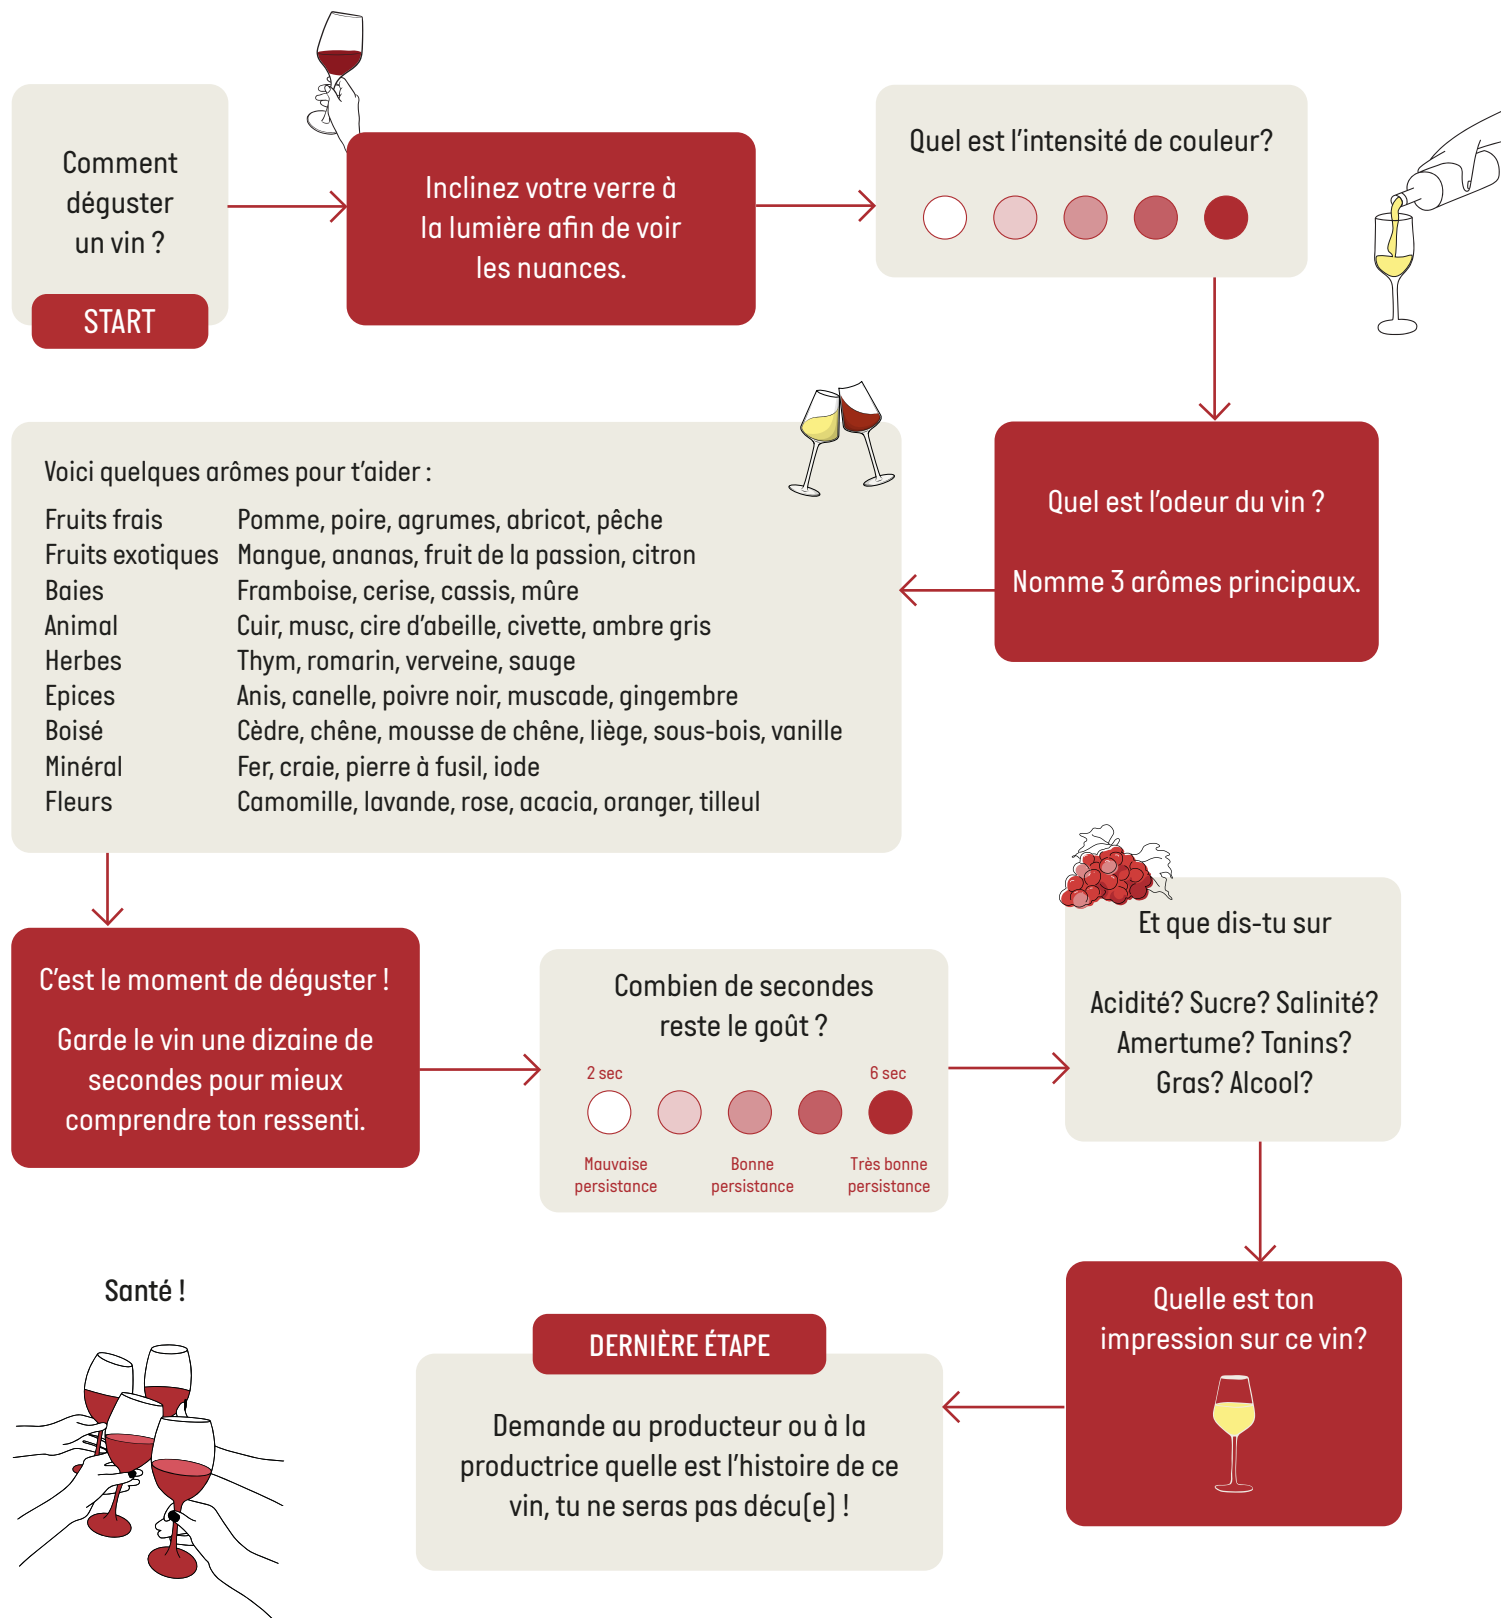 Comment
déguster
un vin ?
START
Inclinez votre verre à
la lumière afin de voir
les nuances.
Quel est l'intensité de couleur?
Quel est l'odeur du vin ?
Nomme 3 arômes principaux.
Voici quelques arômes pour t'aider :
Fruits frais Pomme, poire, agrumes, abricot, pêche
Fruits exotiques Mangue, ananas, fruit de la passion, citron
Baies Framboise, cerise, cassis, mûre
Animal Cuir, musc, cire d'abeille, civette, ambre gris
Herbes Thym, romarin, verveine, sauge
Epices Anis, canelle, poivre noir, muscade, gingembre
Boisé Cèdre, chêne, mousse de chêne, liège, sous-bois, vanille
Minéral Fer, craie, pierre à fusil, iode
Fleurs Camomille, lavande, rose, acacia, oranger, tilleul
C'est le moment de déguster !
Garde le vin une dizaine de
secondes pour mieux
comprendre ton ressenti.
Combien de secondes
reste le goût ?
2 sec 6 sec
Mauvaise Bonne Très bonne
persistance persistance persistance
Et que dis-tu sur
Acidité? Sucre? Salinité?
Amertume? Tanins?
Gras? Alcool?
Quelle est ton
impression sur ce vin?
DERNIÈRE ÉTAPE
Demande au producteur ou à la
productrice quelle est l'histoire de ce
vin, tu ne seras pas décu(e) !
Santé !